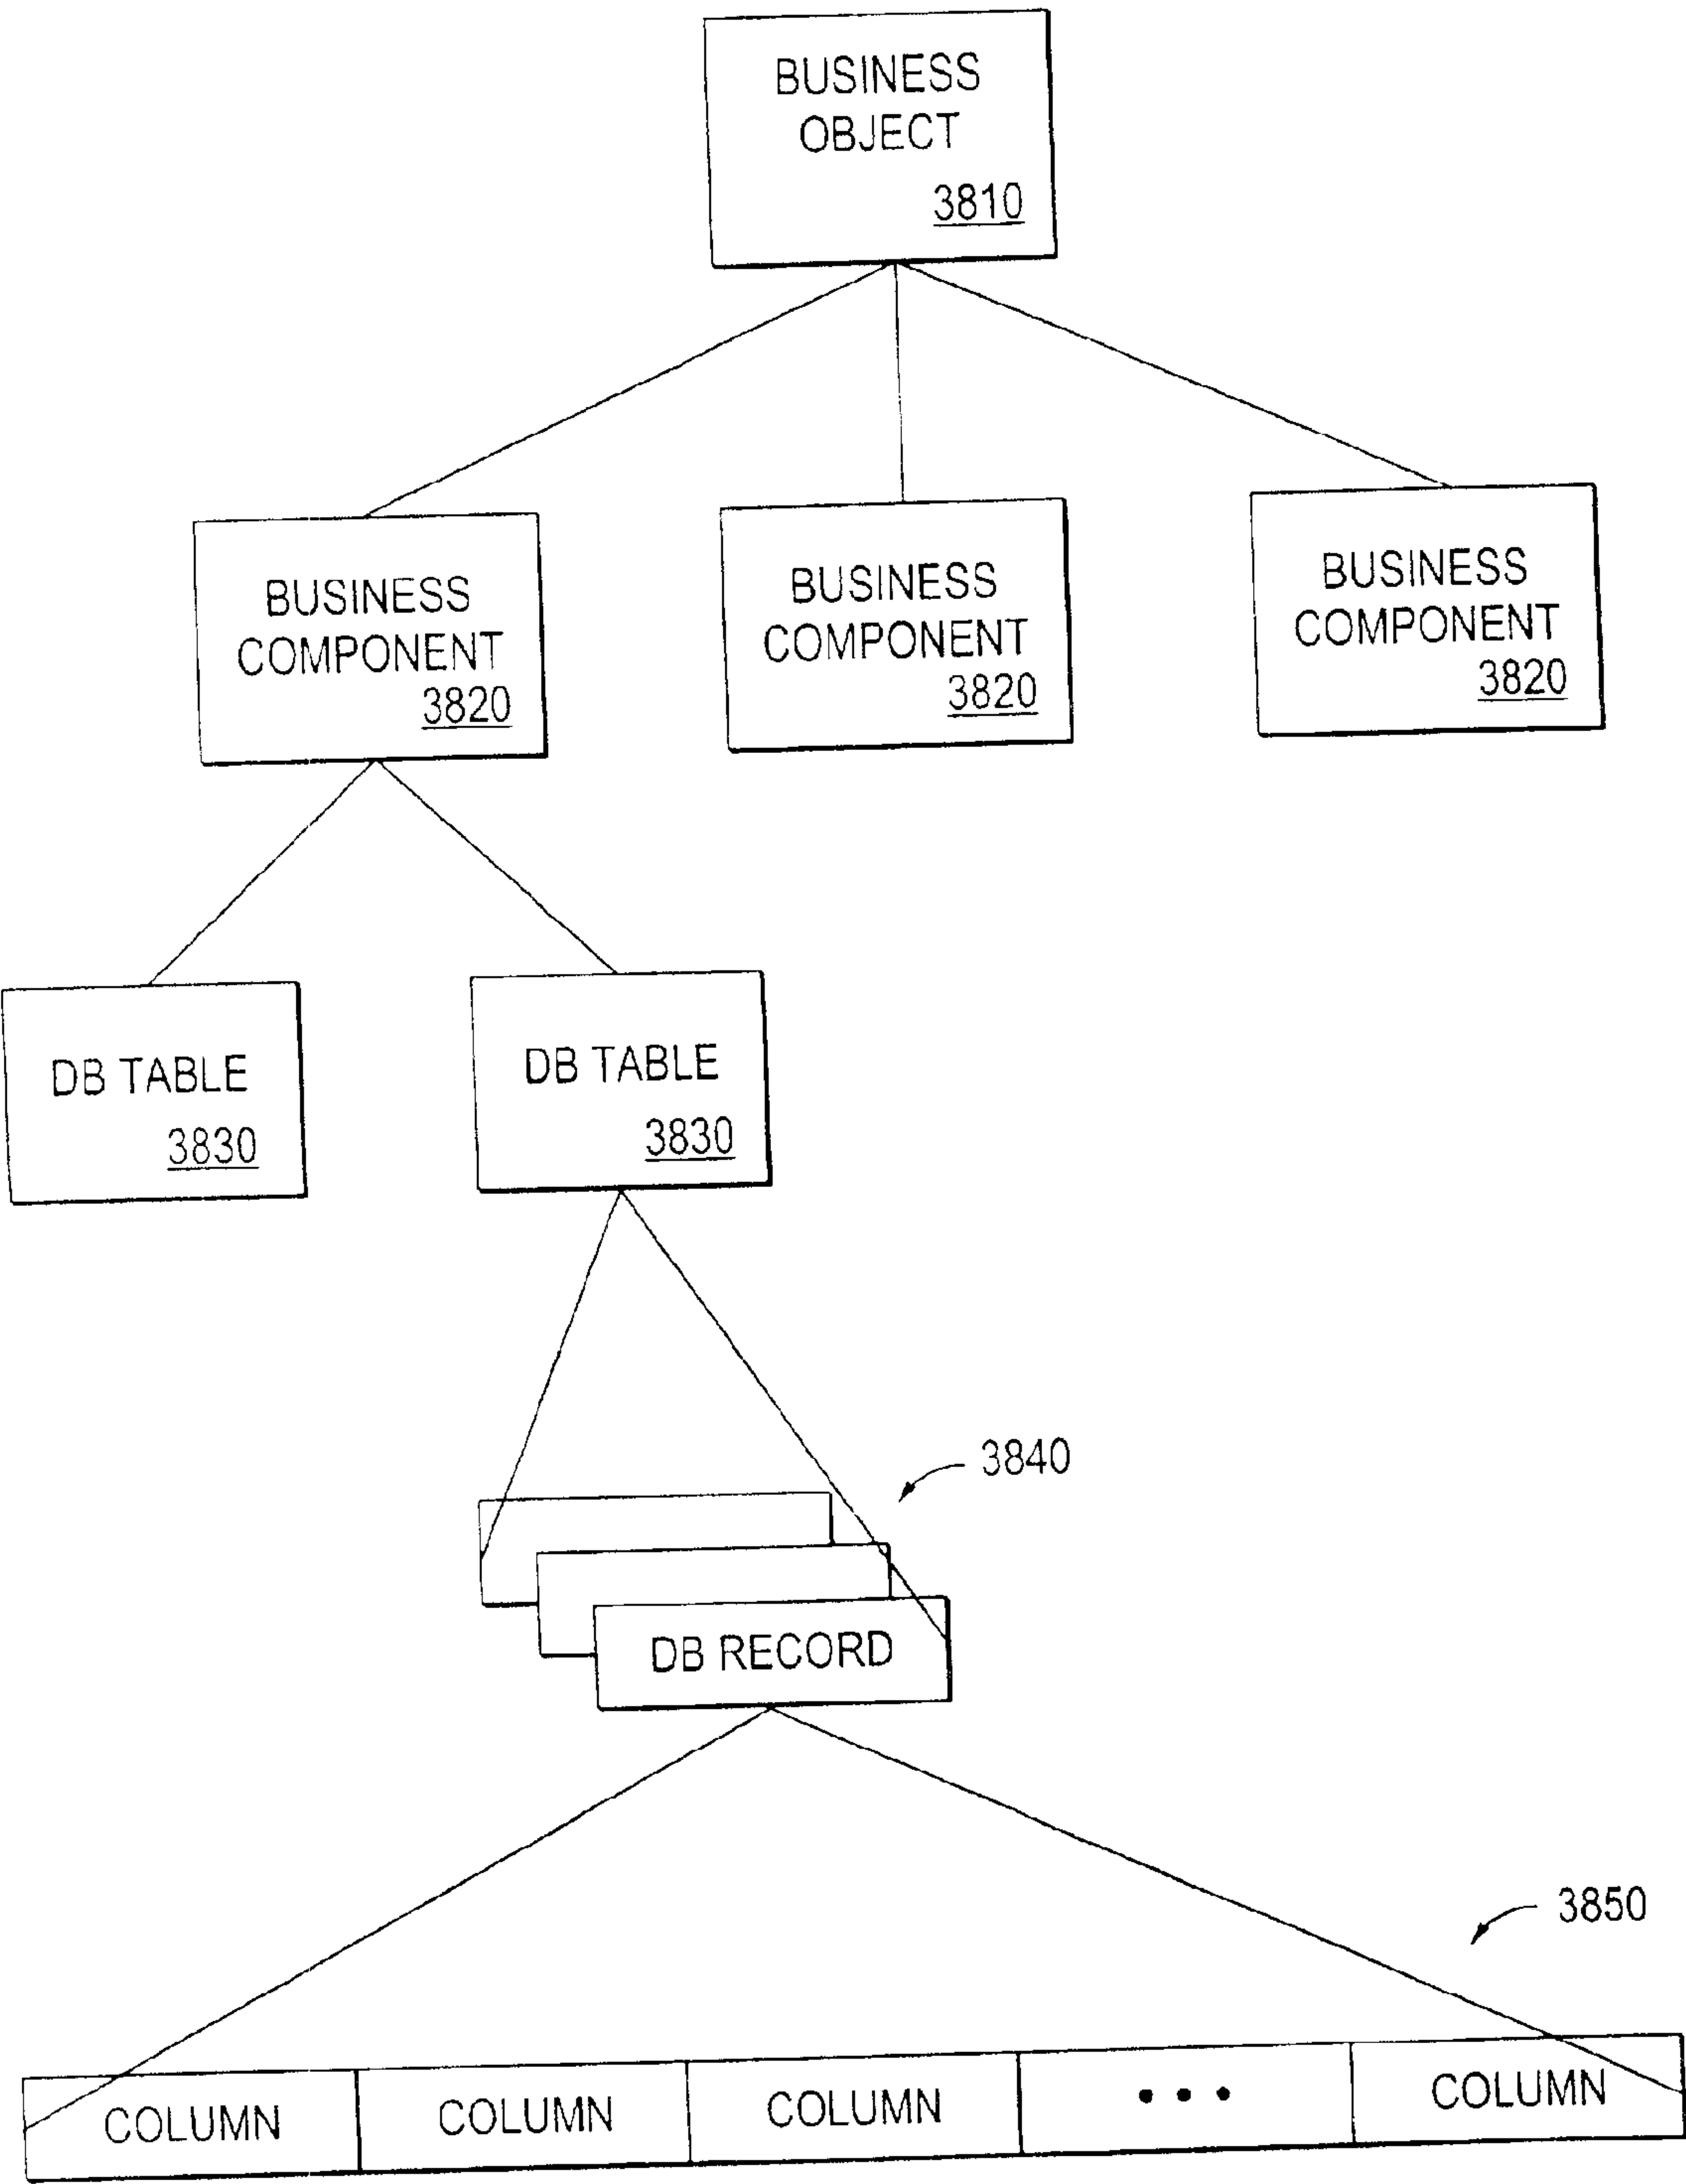 BUSINESS
OBJECT
3810
BUSINESS
COMPONENT
3820
BUSINESS
COMPONENT
3820
BUSINESS
COMPONENT
3820
DB TABLE
3830
DB TABLE
3830
3840
DB RECORD
3850
COLUMN COLUMN COLUMN • • • COLUMN